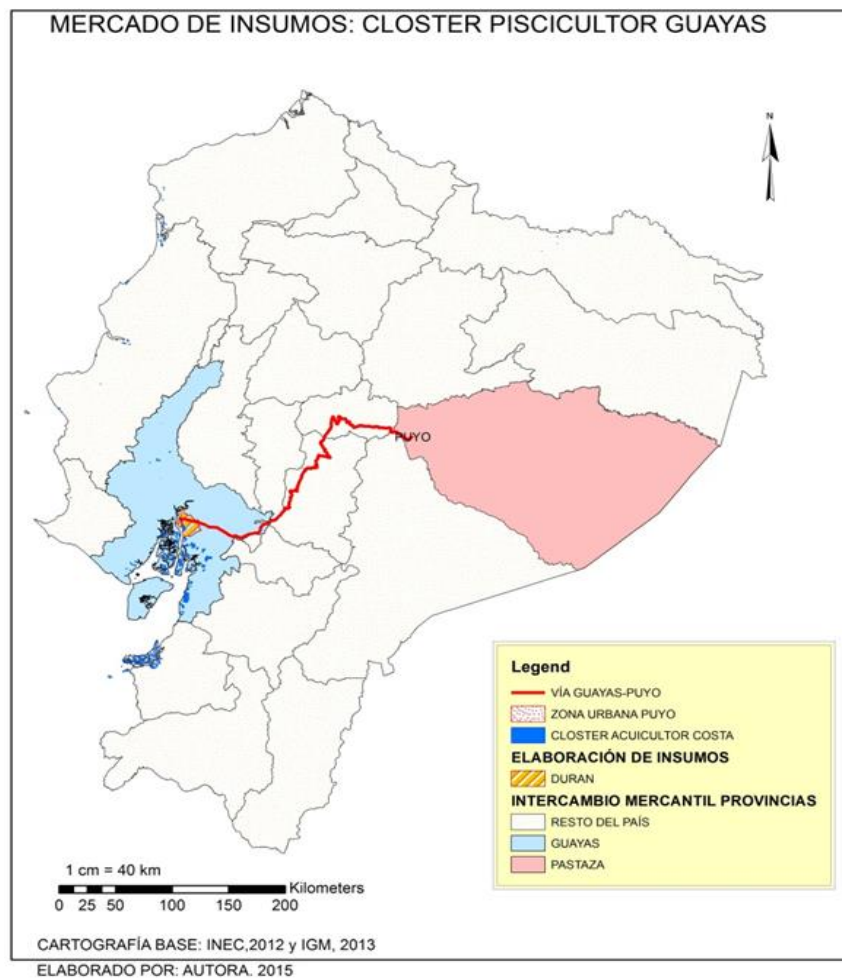 MERCADO DE INSUMOS: CLOSTER PISCICULTOR GUAYAS
N
PUYO
Legend
VÍA GUAYAS-PUYO
ZONA URBANA PUYO
CLOSTER ACUICULTOR COSTA
ELABORACIÓN DE INSUMOS
DURAN
INTERCAMBIO MERCANTIL PROVINCIAS
RESTO DEL PAÍS
GUAYAS
PASTAZA
1 cm = 40 km
Kilometers
0 25 50 100 150 200
CARTOGRAFÍA BASE: INEC,2012 y IGM, 2013
ELABORADO POR: AUTORA. 2015